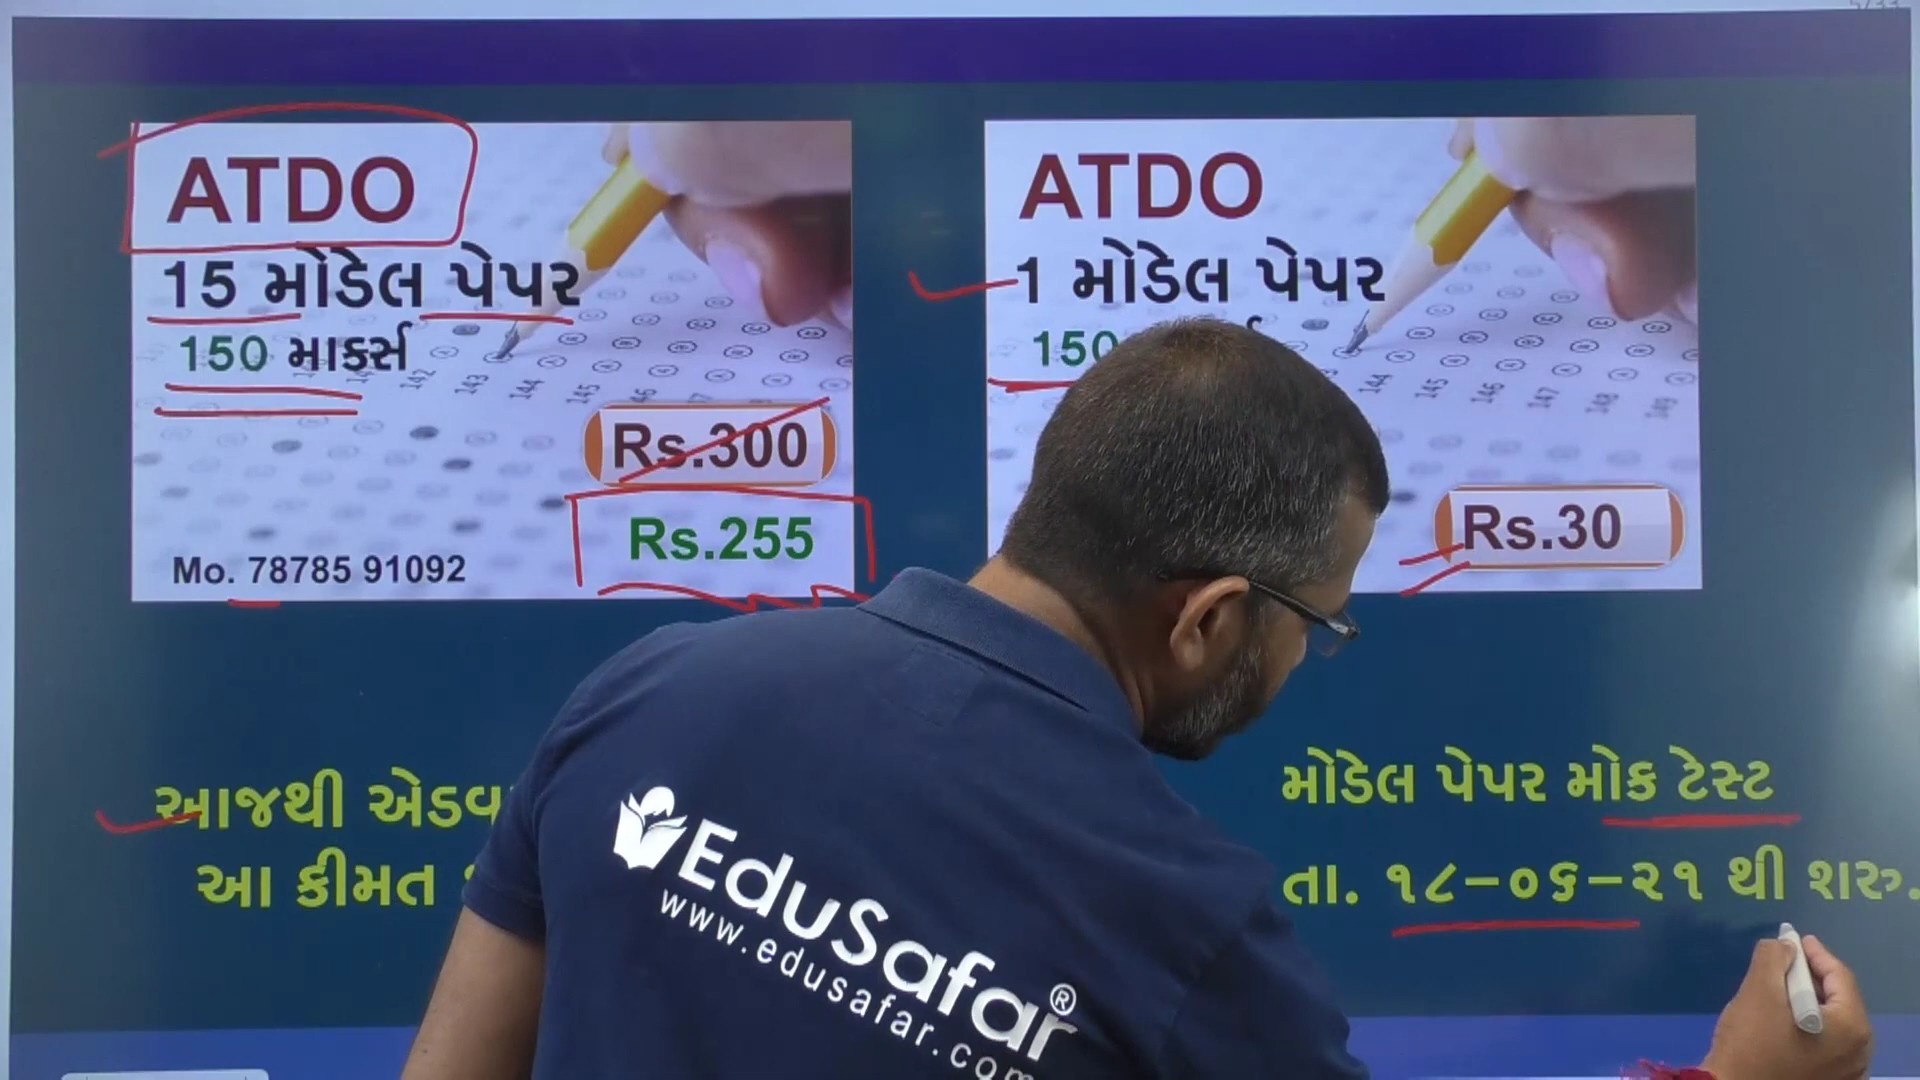 ATDO
15 મોડેલ પેપર
150 માર્ક્સ
Rs.300
Rs.255
Mo. 78785 91092
ATDO
1 મોડેલ પેપર
150
Rs.30
આજથી
આ કીમત
મોડેલ પેપર મોક ટેસ્ટ
તા. ૧૮-૦૬-૨૧ થી શરુ.
EduSafar®
www.edusafar.com